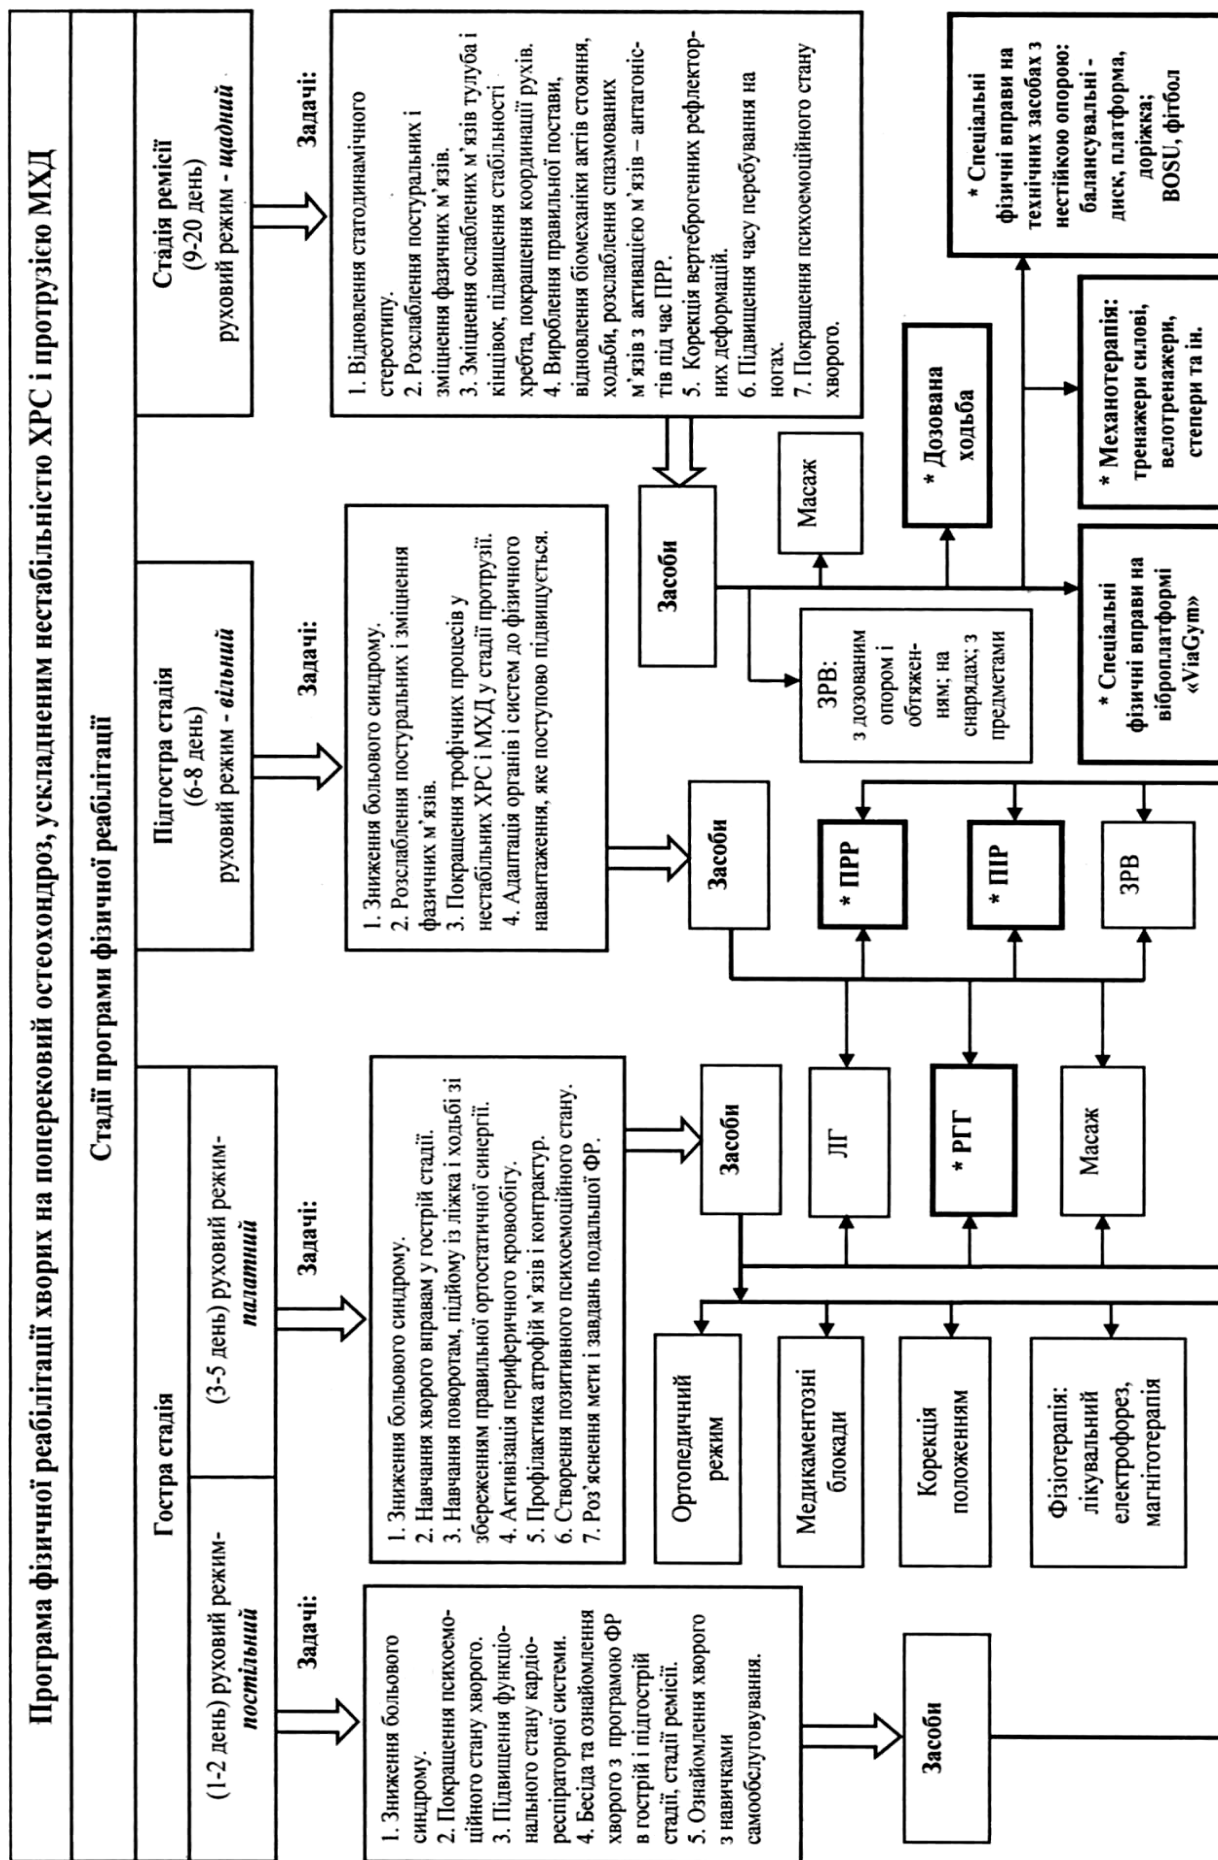 Програма фізичної реабілітації хворих на поперековий остеохондроз, ускладненим нестабільністю ХРС і протрузією МХД
Стадії програми фізичної реабілітації
Гостра стадія
(1-2 день) руховий режим-
постільний
(3-5 день) руховий режим-
палатний
Підгостра стадія
(6-8 день)
руховий режим - вільний
Стадія ремісії
(9-20 день)
руховий режим - щадний
Задачі:
1. Зниження больового
синдрому.
2. Покращення психоемо-
ційного стану хворого.
3. Підвищення функціо-
нального стану кардіо-
респіраторної системи.
4. Бесіда та ознайомлення
хворого з програмою ФР
в гострій і підгострій
стадії, стадії ремісії.
5. Ознайомлення хворого
з навичками
самообслуговування.
Засоби
Задачі:
1. Зниження больового синдрому.
2. Навчання хворого вправам у гострій стадії.
3. Навчання поворотам, підйому із ліжка і ходьбі зі
збереженням правильної ортостатичної синергії.
4. Активізація периферичного кровообігу.
5. Профілактика атрофій м’язів і контрактур.
6. Створення позитивного психоемоційного стану.
7. Роз’яснення мети і завдань подальшої ФР.
Засоби
Ортопедичний
режим
Медикаментозні
блокади
Корекція
положенням
Фізіотерапія:
лікувальний
електрофорез,
магнітотерапія
ЛГ
* РГГ
Масаж
Задачі:
1. Зниження больового синдрому.
2. Розслаблення постуральних і зміцнення
фазичних м’язів.
3. Покращення трофічних процесів у
нестабільних ХРС і МХД у стадії протрузії.
4. Адаптація органів і систем до фізичного
навантаження, яке поступово підвищується.
Засоби
* ПРР
* ПІР
ЗРВ
Задачі:
1. Відновлення статодинамічного
стереотипу.
2. Розслаблення постуральних і
зміцнення фазичних м’язів.
3. Зміцнення ослаблених м’язів тулуба і
кінцівок, підвищення стабільності
хребта, покращення координації рухів.
4. Вироблення правильної постави,
відновлення біомеханіки актів стояння,
ходьби, розслаблення спазмованих
м’язів з активацією м’язів – антагоніс-
тів під час ПРР.
5. Корекція вертеброгенних рефлектор-
них деформацій.
6. Підвищення часу перебування на
ногах.
7. Покращення психоемоційного стану
хворого.
Засоби
ЗРВ:
з дозованим
опором і
обтяжен-
ням; на
снарядах; з
предметами
Масаж
* Дозована
ходьба
* Спеціальні
фізичні вправи на
віброплатформі
«ViaGym»
* Механотерапія:
тренажери силові,
велотренажери,
степери та ін.
* Спеціальні
фізичні вправи на
технічних засобах з
нестійкою опорою:
балансувальні -
диск, платформа,
доріжка;
BOSU, фітбол